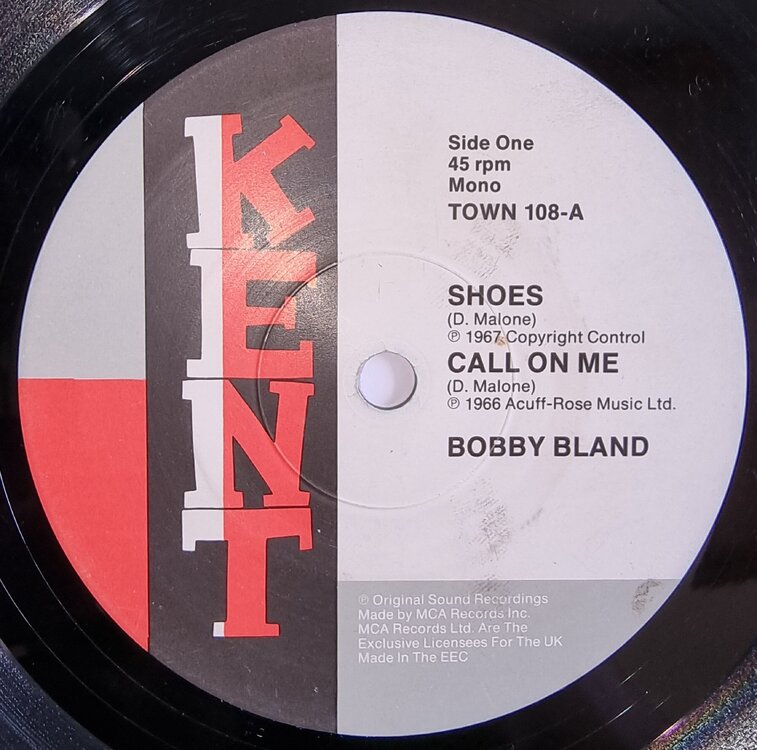 KENT
Side One
45 rpm
Mono
TOWN 108-A
SHOES
(D. Malone)
℗ 1967 Copyright Control
CALL ON ME
(D. Malone)
℗ 1966 Acuff-Rose Music Ltd.
BOBBY BLAND
℗ Original Sound Recordings
Made by MCA Records Inc.
MCA Records Ltd. Are The
Exclusive Licensees For The UK
Made In The EEC